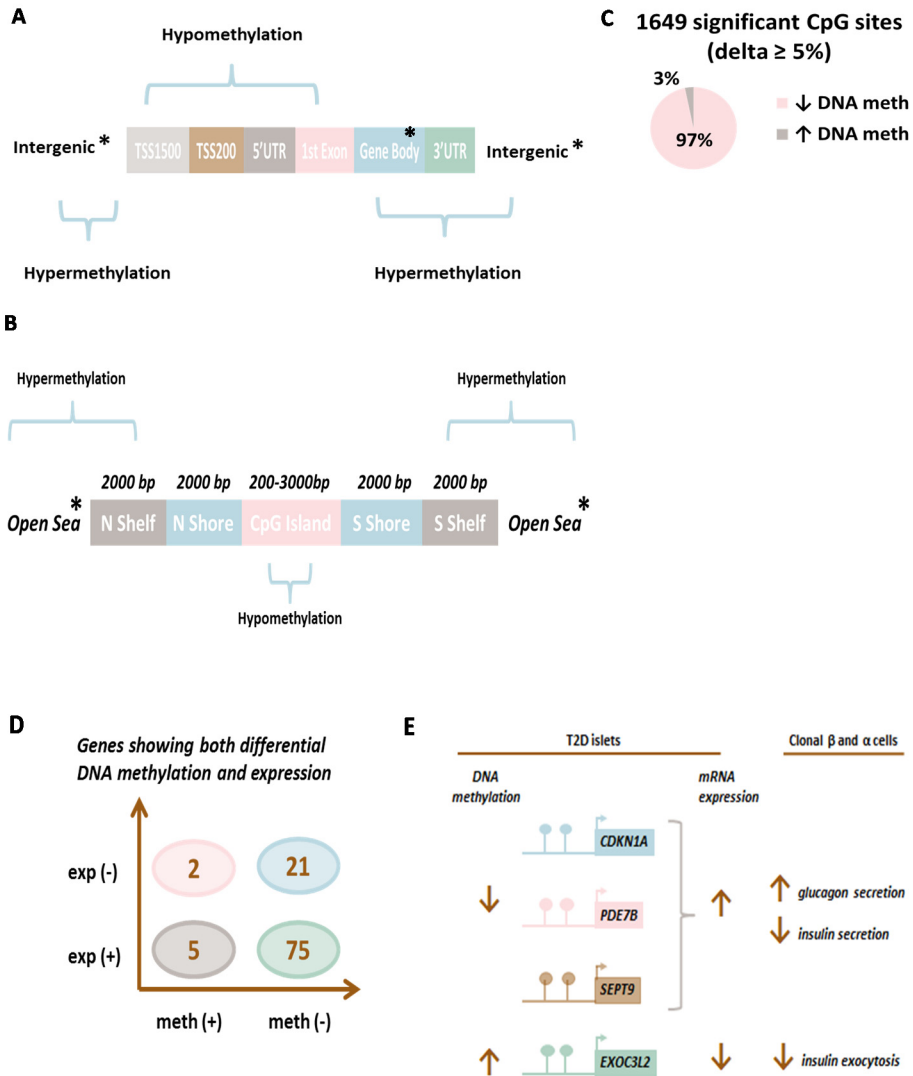 A
Hypomethylation
Intergenic *
TSS1500
TSS200
5'UTR
1st Exon
Gene Body
*
3'UTR
Intergenic *
Hypermethylation
Hypermethylation
C
1649 significant CpG sites
(delta ≥ 5%)
3%
97%
↓ DNA meth
↑ DNA meth
B
Hypermethylation
Hypermethylation
2000 bp
2000 bp
200-3000bp
2000 bp
2000 bp
Open Sea *
N Shelf
N Shore
CpG Island
S Shore
S Shelf
Open Sea *
Hypomethylation
D
Genes showing both differential
DNA methylation and expression
exp (-)
2
21
exp (+)
5
75
meth (+)
meth (-)
E
T2D islets
Clonal β and α cells
DNA
methylation
mRNA
expression
CDKN1A
↓
PDE7B
↑
↑ glucagon secretion
↓ insulin secretion
SEPT9
↑
EXOC3L2
↓
↓ insulin exocytosis